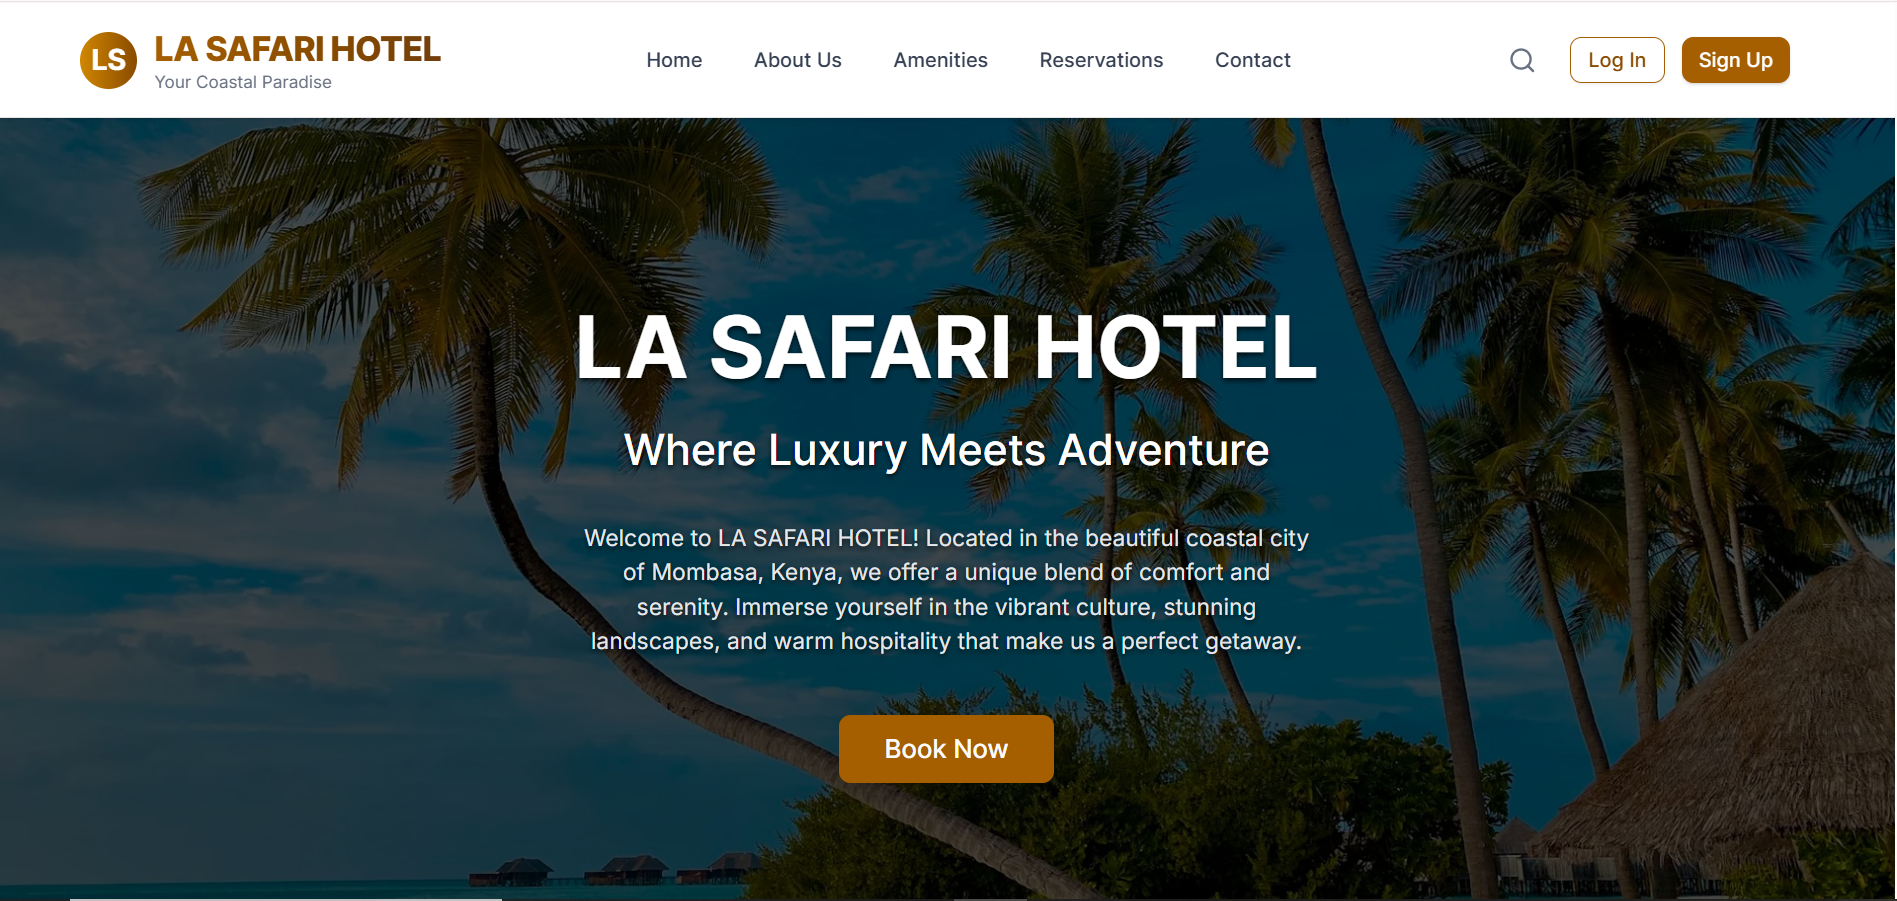 LS
LA SAFARI HOTEL
Your Coastal Paradise
Home
About Us
Amenities
Reservations
Contact
Log In
Sign Up
LA SAFARI HOTEL
Where Luxury Meets Adventure
Welcome to LA SAFARI HOTEL! Located in the beautiful coastal city
of Mombasa, Kenya, we offer a unique blend of comfort and
serenity. Immerse yourself in the vibrant culture, stunning
landscapes, and warm hospitality that make us a perfect getaway.
Book Now